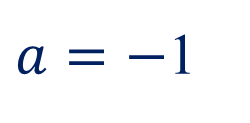 a = −1